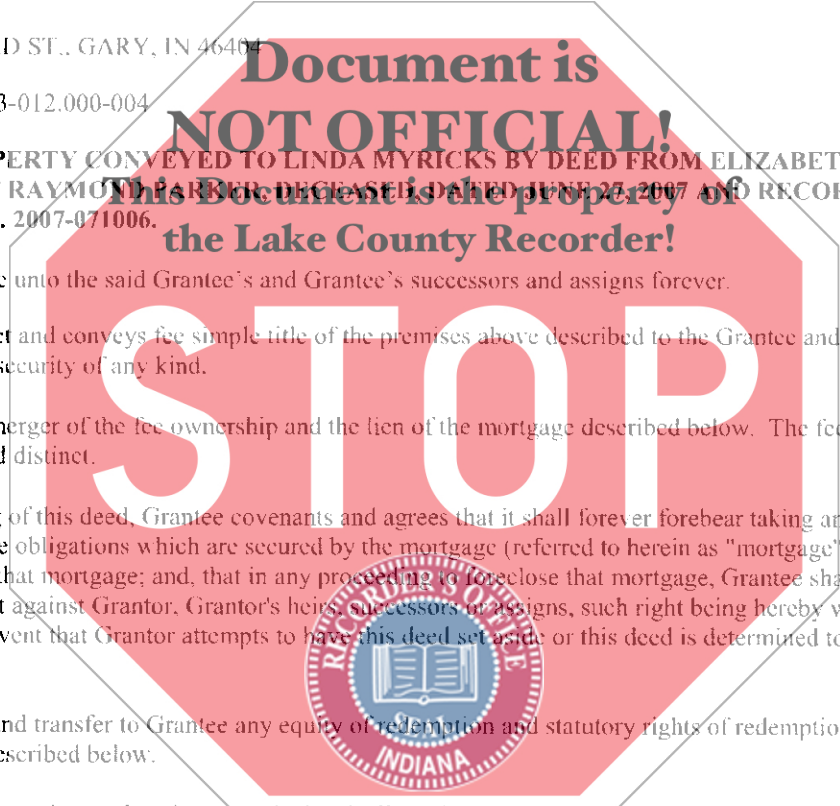 D ST., GARY, IN 46404
Document is
3-012.000-004
NOT OFFICIAL!
PERTY CONVEYED TO LINDA MYRICKS BY DEED FROM ELIZABET
RAYMOND PARKER, DECEASED, DATED JUNE 27, 2007 AND RECOR
This Document is the property of
. 2007-071006.
the Lake County Recorder!
e unto the said Grantee's and Grantee's successors and assigns forever.
ct and conveys fee simple title of the premises above described to the Grantee and
security of any kind.
STOP
nerger of the fee ownership and the lien of the mortgage described below. The fee
d distinct.
g of this deed, Grantee covenants and agrees that it shall forever forebear taking an
e obligations which are secured by the mortgage (referred to herein as "mortgage"
hat mortgage; and, that in any proceeding to foreclose that mortgage, Grantee sha
t against Grantor, Grantor's heirs, successors or assigns, such right being hereby w
vent that Grantor attempts to have this deed set aside or this deed is determined to
RECORDER'S OFFICE
Seal
INDIANA
nd transfer to Grantee any equity of redemption and statutory rights of redemptio
escribed below.